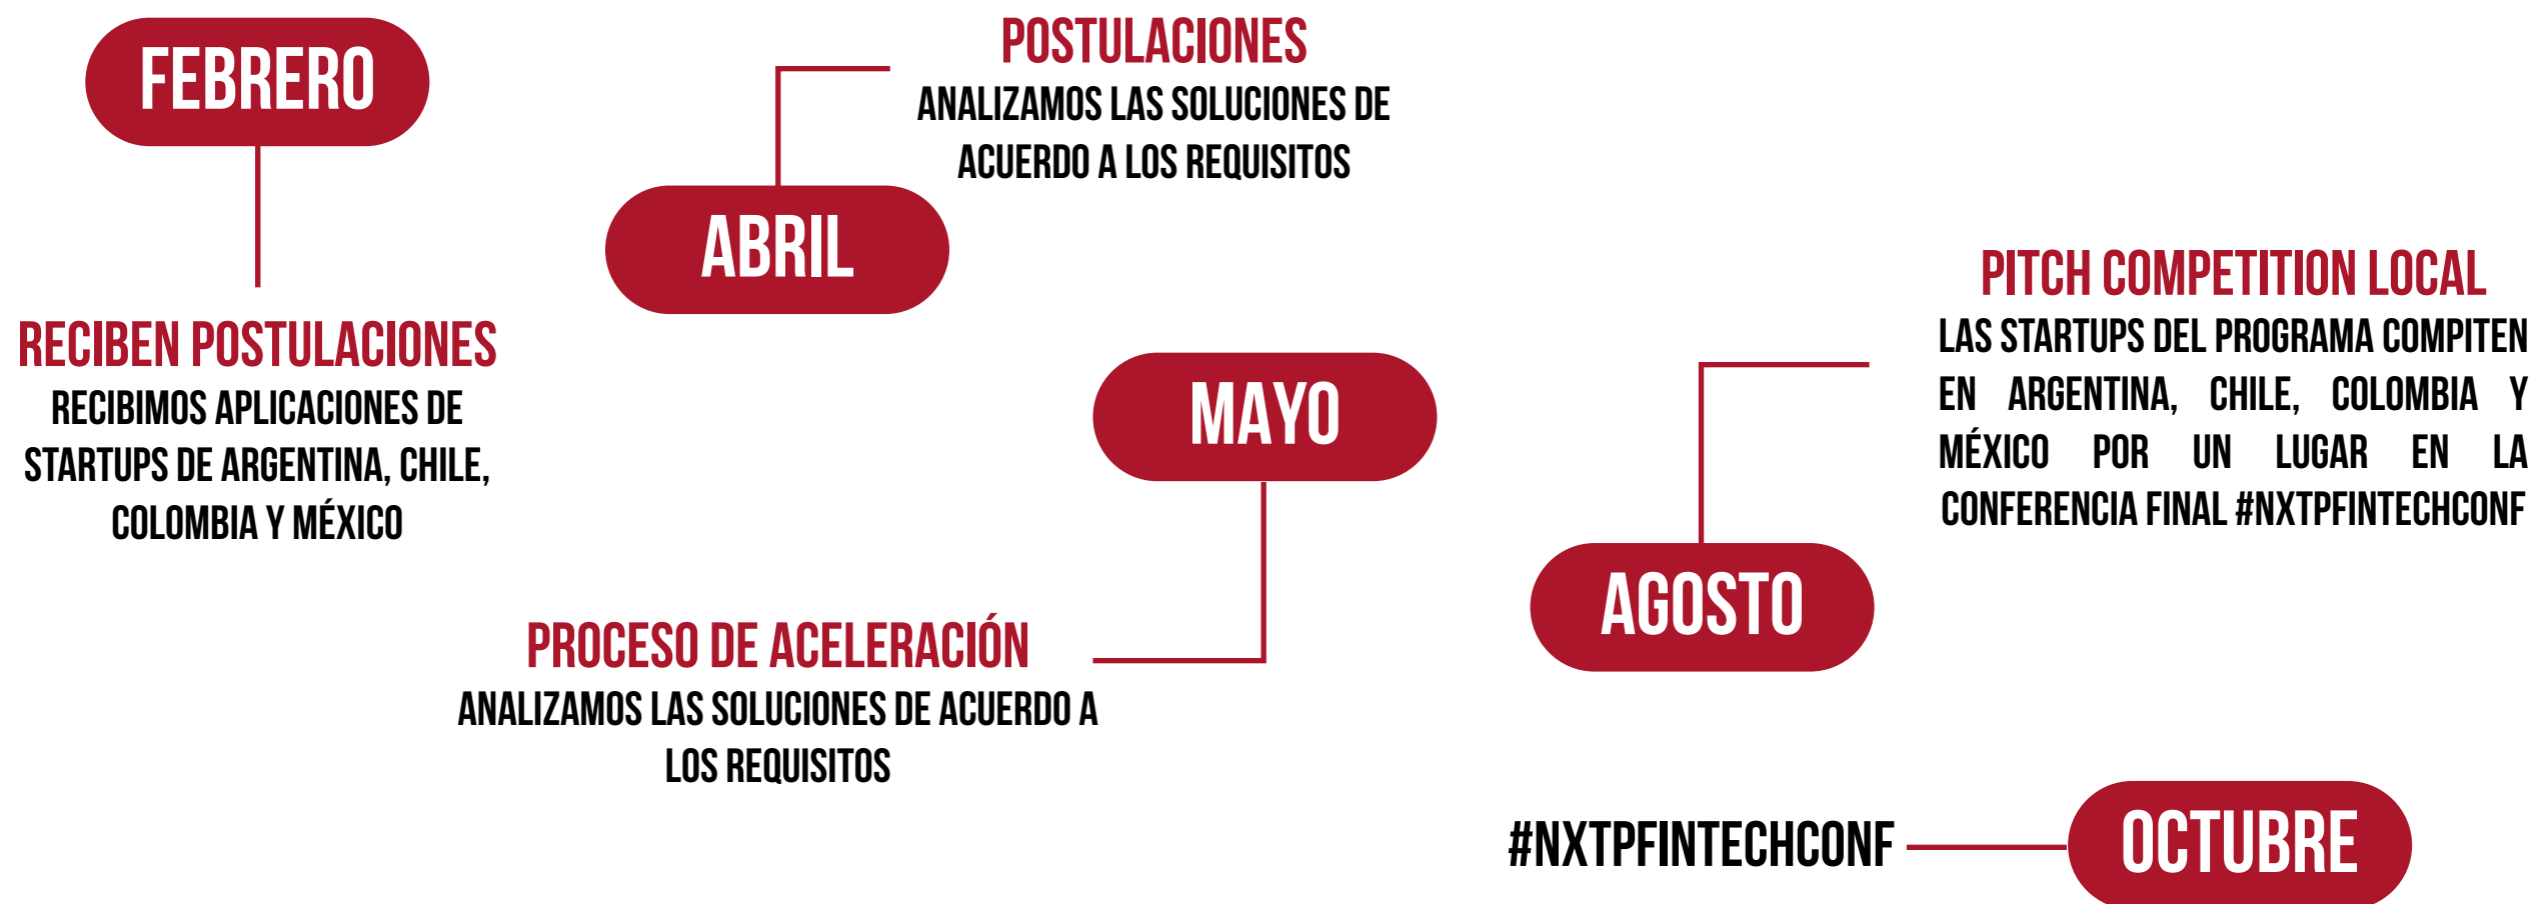 FEBRERO
RECIBEN POSTULACIONES
RECIBIMOS APLICACIONES DE
STARTUPS DE ARGENTINA, CHILE,
COLOMBIA Y MÉXICO
POSTULACIONES
ANALIZAMOS LAS SOLUCIONES DE
ACUERDO A LOS REQUISITOS
ABRIL
MAYO
PROCESO DE ACELERACIÓN
ANALIZAMOS LAS SOLUCIONES DE ACUERDO A
LOS REQUISITOS
PITCH COMPETITION LOCAL
LAS STARTUPS DEL PROGRAMA COMPITEN
EN ARGENTINA, CHILE, COLOMBIA Y
MÉXICO POR UN LUGAR EN LA
CONFERENCIA FINAL #NXTPFINTECHCONF
AGOSTO
#NXTPFINTECHCONF
OCTUBRE